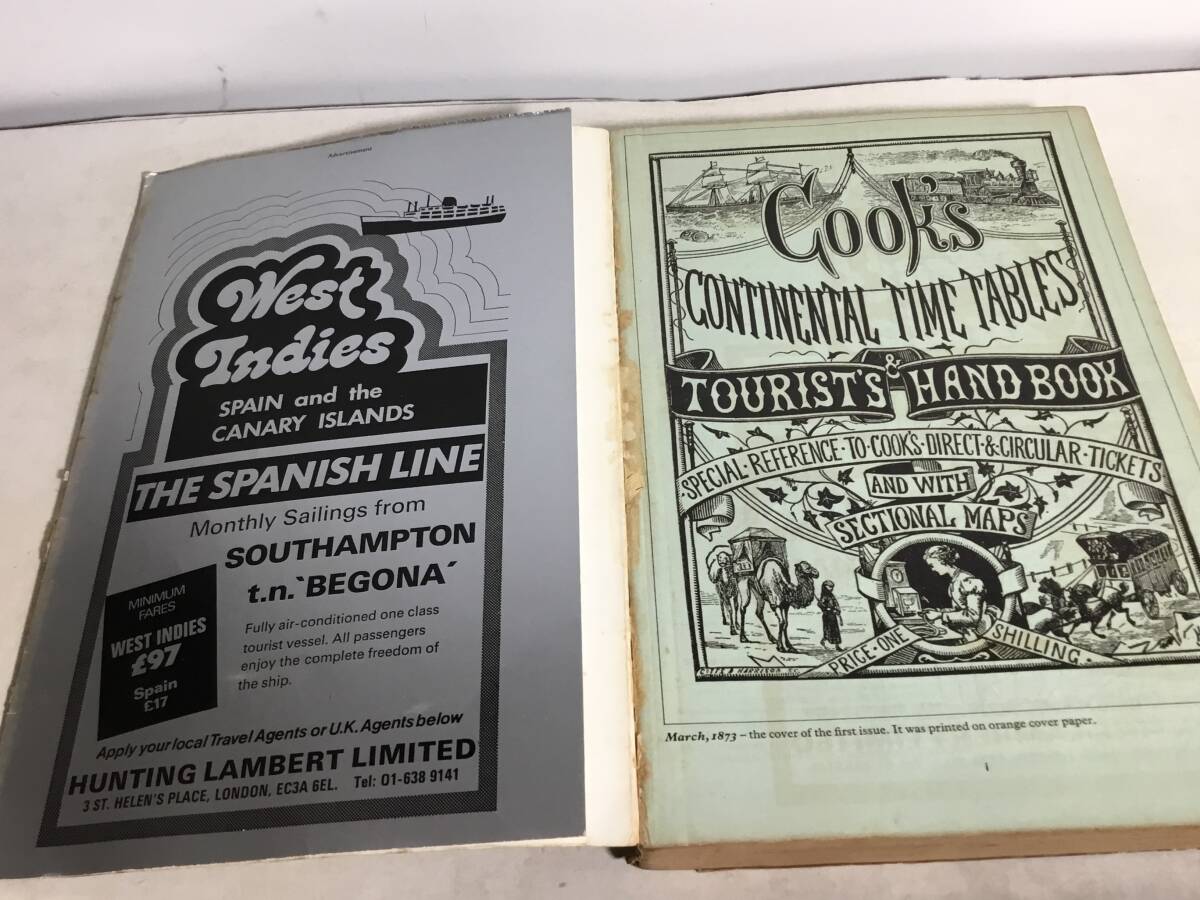 Advertisement
West
Indies
SPAIN and the
CANARY ISLANDS
THE SPANISH LINE
Monthly Sailings from
SOUTHAMPTON
t.n.‵BEGONA′
Fully air-conditioned one class
tourist vessel. All passengers
enjoy the complete freedom of
the ship.
MINIMUM
FARES
WEST INDIES
£97
Spain
£17
Apply your local Travel Agents or U.K. Agents below
HUNTING LAMBERT LIMITED
3 ST. HELEN'S PLACE, LONDON, EC3A 6EL. Tel: 01-638 9141
Cook's
CONTINENTAL TIME TABLES
&
TOURIST'S HAND BOOK
·SPECIAL·REFERENCE·TO·COOK'S·DIRECT·&·CIRCULAR·TICKETS
AND WITH
SECTIONAL MAPS
PRICE·ONE SHILLING·
March, 1873 – the cover of the first issue. It was printed on orange cover paper.
1